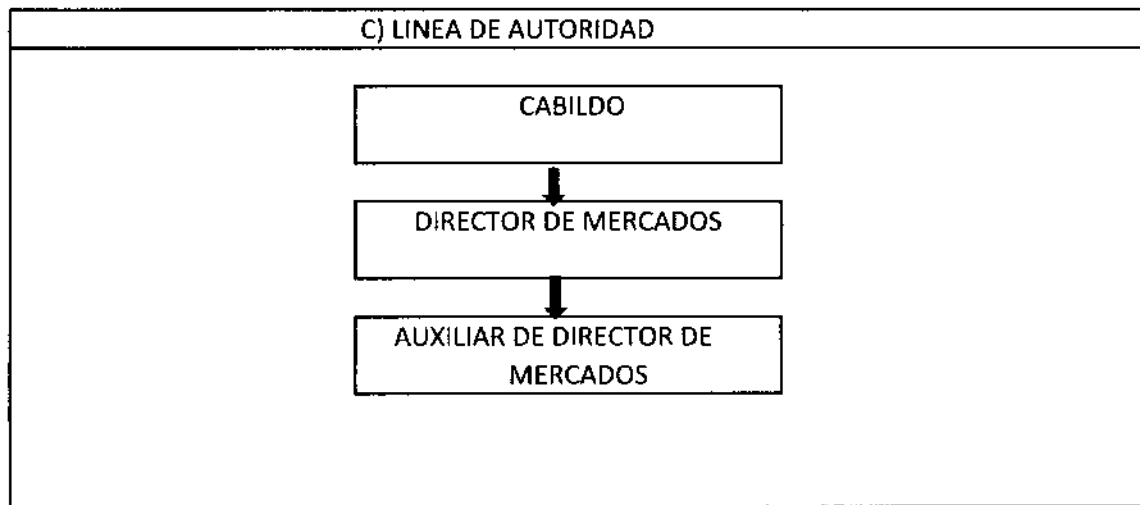 C) LINEA DE AUTORIDAD
CABILDO
DIRECTOR DE MERCADOS
AUXILIAR DE DIRECTOR DE
MERCADOS